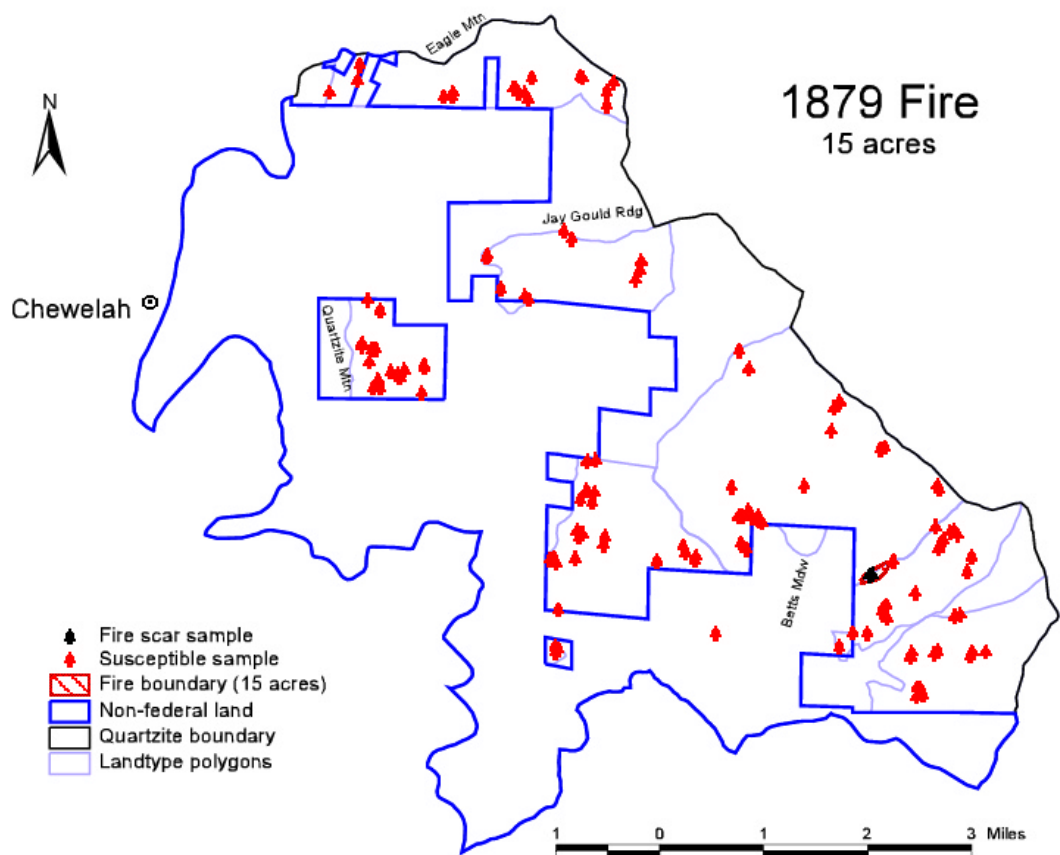 Eagle Mtn
1879 Fire
15 acres
N
Jay Gould Rdg
Chewelah
Quartzite Mtn
Betts Mdw
Fire scar sample
Susceptible sample
Fire boundary (15 acres)
Non-federal land
Quartzite boundary
Landtype polygons
1 0 1 2 3 Miles